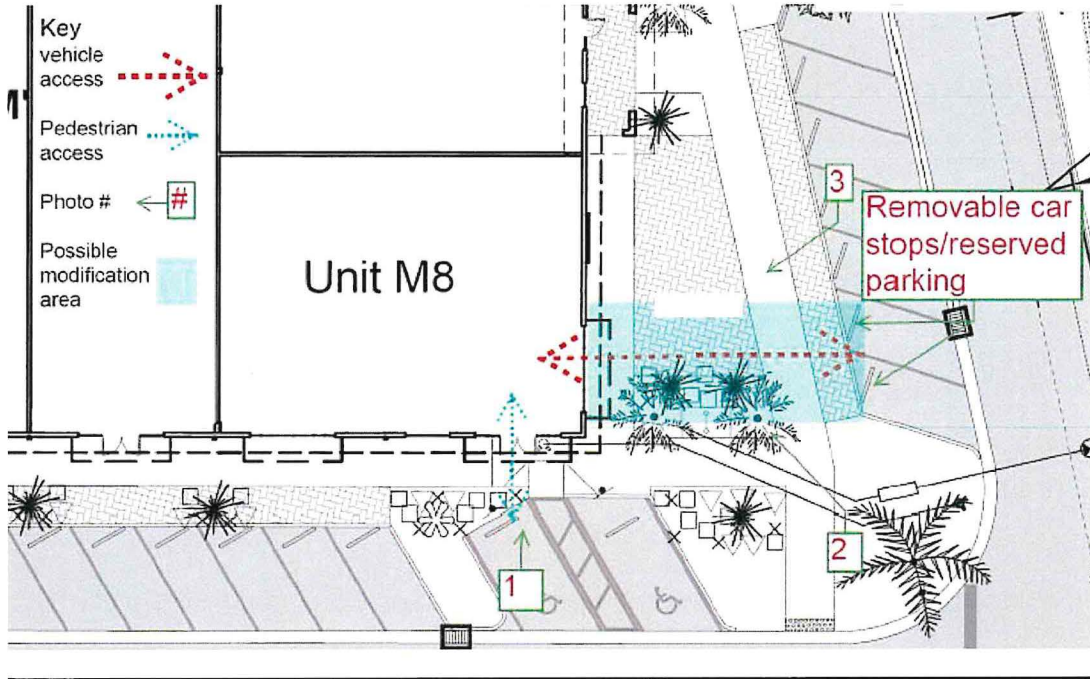 Key
vehicle
access
Pedestrian
access
Photo #
#
Possible
modification
area
Unit M8
3
Removable car
stops/reserved
parking
1
2